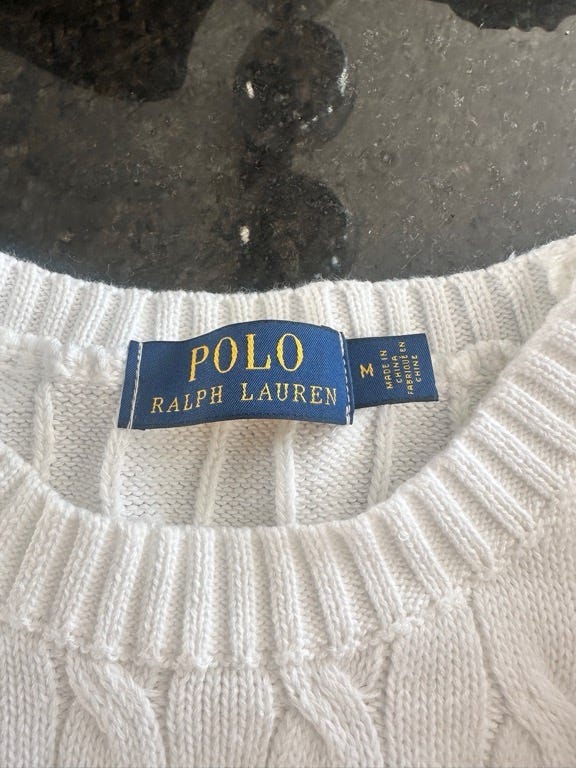 POLO
RALPH LAUREN
M
MADE IN
CHINA
FABRIQUÉ EN
CHINE